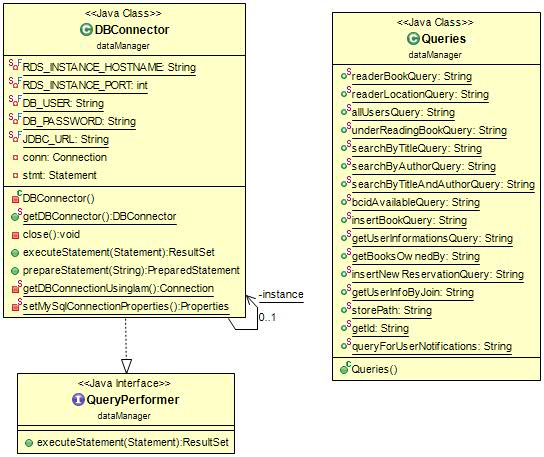 <<Java Class>>
DBConnector
dataManager
RDS_INSTANCE_HOSTNAME: String
RDS_INSTANCE_PORT: int
DB_USER: String
DB_PASSWORD: String
JDBC_URL: String
conn: Connection
stmt: Statement
DBConnector()
getDBConnector():DBConnector
close():void
executeStatement(Statement):ResultSet
prepareStatement(String):PreparedStatement
getDBConnectionUsingIam():Connection
setMySqlConnectionProperties():Properties
-instance
0..1
<<Java Interface>>
QueryPerformer
dataManager
executeStatement(Statement):ResultSet
<<Java Class>>
Queries
dataManager
readerBookQuery: String
readerLocationQuery: String
allUsersQuery: String
underReadingBookQuery: String
searchByTitleQuery: String
searchByAuthorQuery: String
searchByTitleAndAuthorQuery: String
bcidAvailableQuery: String
insertBookQuery: String
getUserInformationsQuery: String
getBooksOwnedBy: String
insertNewReservationQuery: String
getUserInfoByJoin: String
storePath: String
getId: String
queryForUserNotifications: String
Queries()